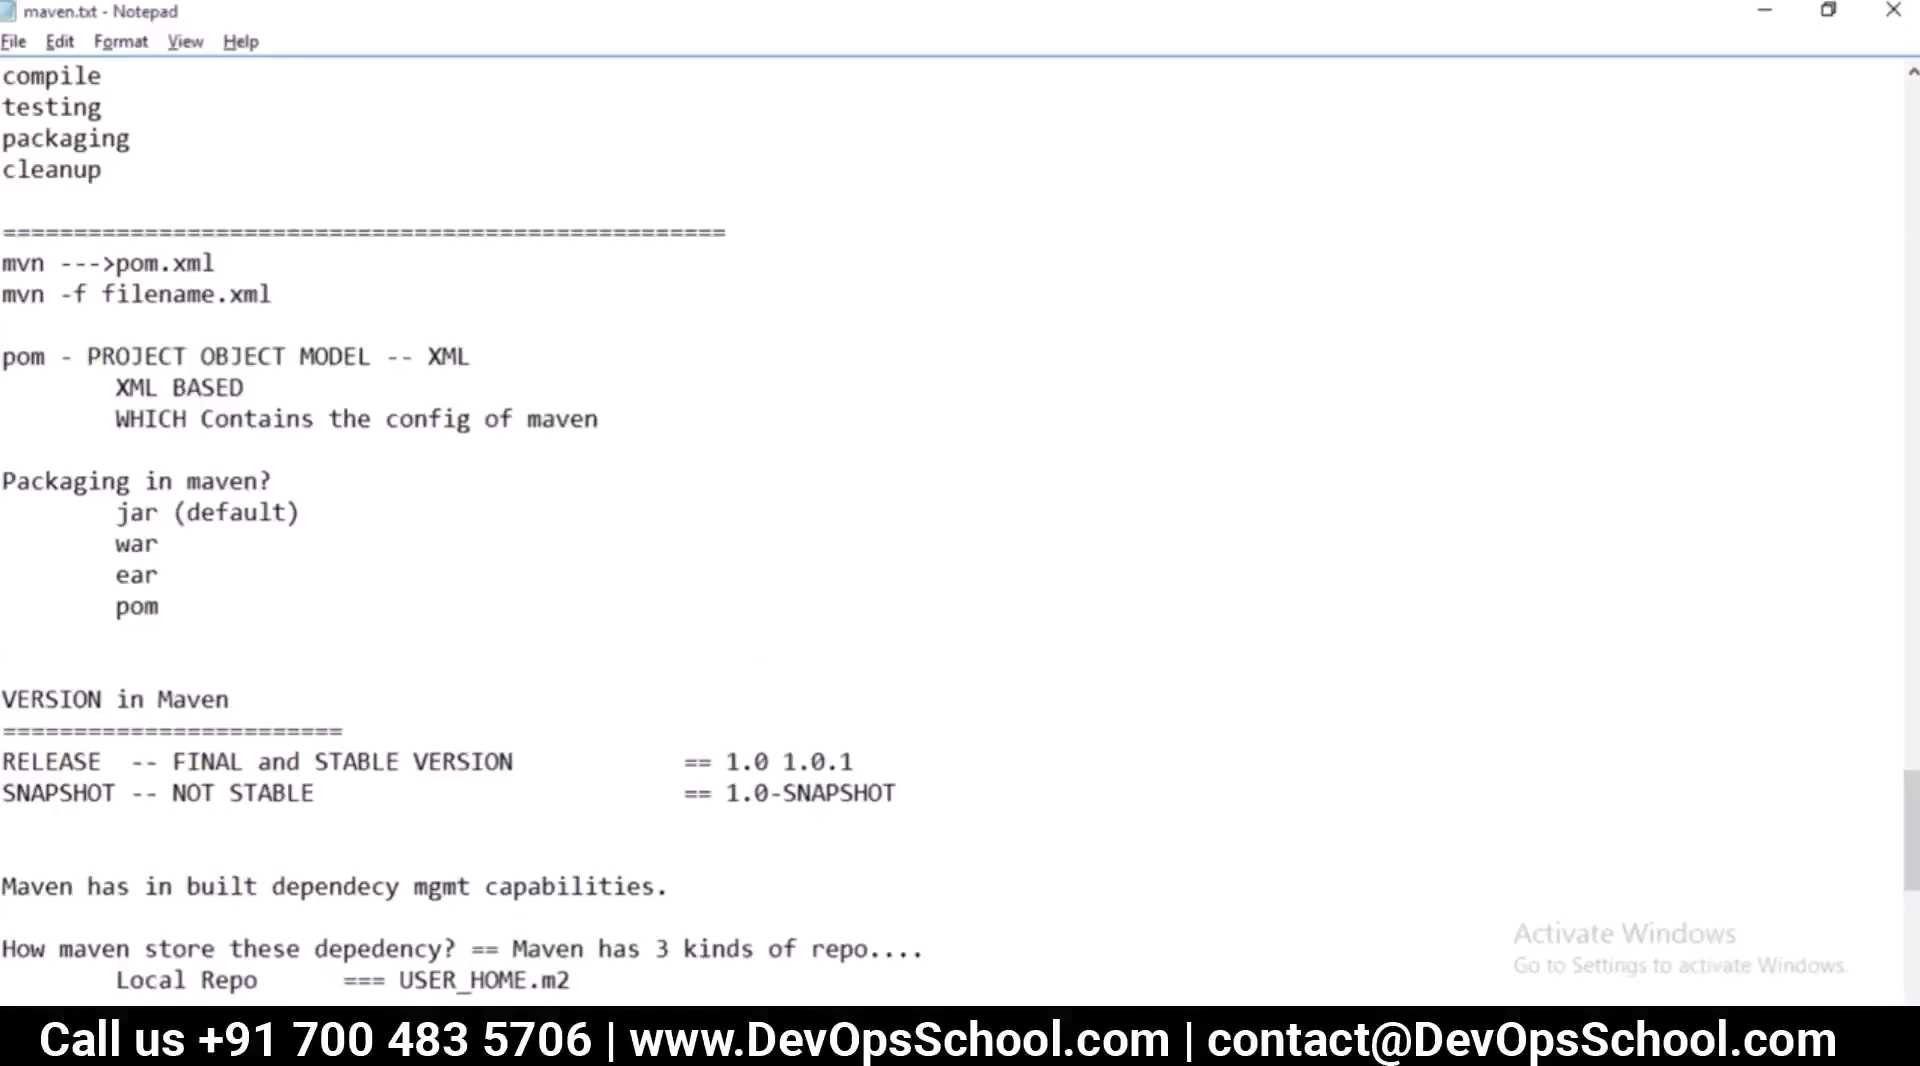 maven.txt - Notepad
File Edit Format View Help
compile
testing
packaging
cleanup
===================================================
mvn --->pom.xml
mvn -f filename.xml
pom - PROJECT OBJECT MODEL -- XML
XML BASED
WHICH Contains the config of maven
Packaging in maven?
jar (default)
war
ear
pom
VERSION in Maven
========================
RELEASE -- FINAL and STABLE VERSION == 1.0 1.0.1
SNAPSHOT -- NOT STABLE == 1.0-SNAPSHOT
Maven has in built dependecy mgmt capabilities.
How maven store these depedency? == Maven has 3 kinds of repo....
Local Repo === USER_HOME.m2
Activate Windows
Go to Settings to activate Windows.
Call us +91 700 483 5706 | www.DevOpsSchool.com | contact@DevOpsSchool.com